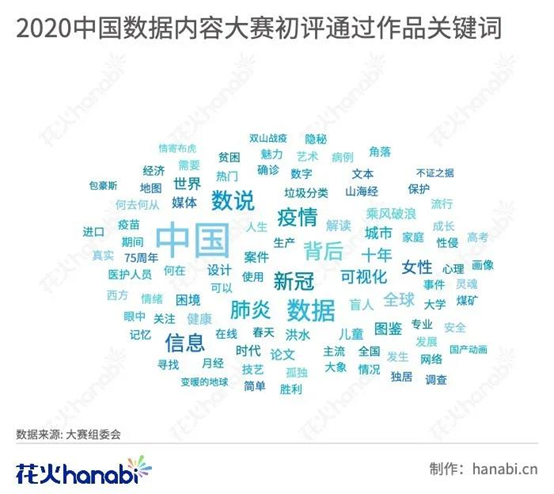 2020中国数据内容大赛初评通过作品关键词
双山战疫 隐秘
情寄布虎 贫困 魅力 艺术 病例 角落
经济 需要 热门 确诊 数字 文本 不证之据
包豪斯 地图 世界 数说 垃圾分类 山海经 保护
何去何从 媒体 疫情 乘风破浪 流行
进口 疫苗 中国 人生 解读 城市 家庭 成长 高考
期间 生产 背后 性侵
真实 75周年 案件 十年 女性 心理 画像
医护人员 何在 设计 使用 新冠 可视化 事件 灵魂
西方 情绪 困境 可以 肺炎 数据 盲人 全球 大学 煤矿
眼中 关注 健康 图鉴 专业 安全
记忆 信息 在线 春天 洪水 儿童 发展
寻找 时代 论文 主流 全国 发生 网络 国产动画
月经 技艺 孤独 大象 情况 独居 调查
变暖的地球 简单 胜利
数据来源: 大赛组委会
花火hanabi
制作：hanabi.cn